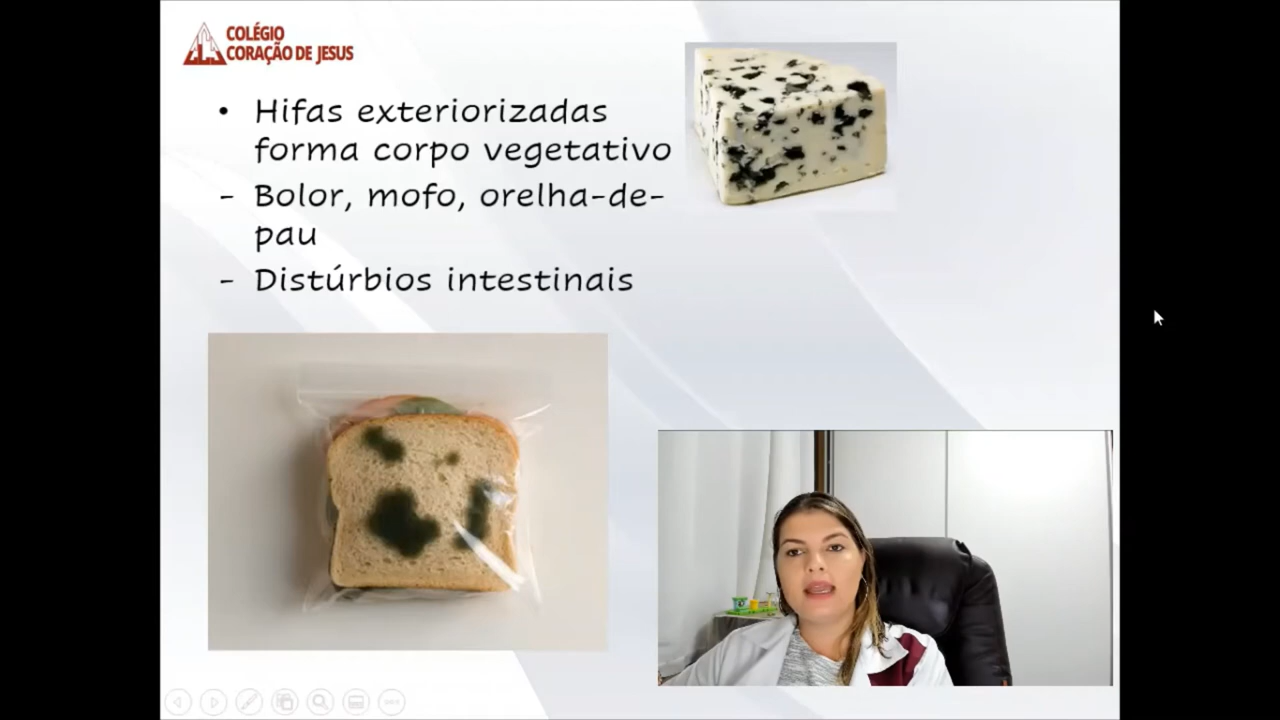 COLÉGIO
CORAÇÃO DE JESUS
• Hifas exteriorizadas
forma corpo vegetativo
- Bolor, mofo, orelha-de-
pau
- Distúrbios intestinais